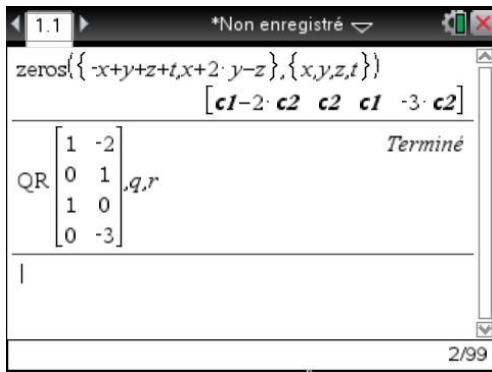 1.1 *Non enregistré
zeros({-x+y+z+t,x+2·y-z},{x,y,z,t})
[c1-2·c2 c2 c1 -3·c2]
QR [1 -2
0 1
1 0
0 -3],q,r Terminé
2/99